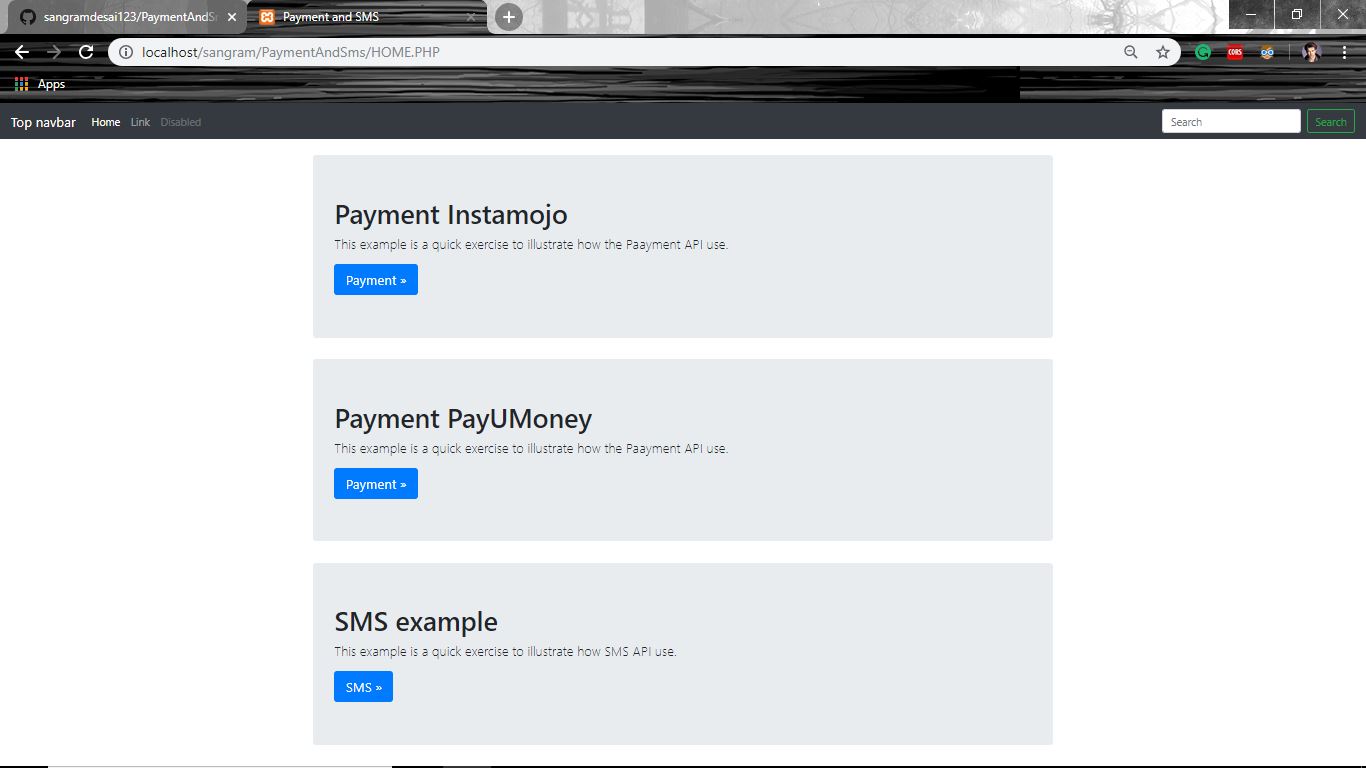 sangramdesai123/PaymentAndS
Payment and SMS
localhost/sangram/PaymentAndSms/HOME.PHP
CORS
Apps
Top navbar Home Link Disabled Search Search
Payment Instamojo
This example is a quick exercise to illustrate how the Paayment API use.
Payment »
Payment PayUMoney
This example is a quick exercise to illustrate how the Paayment API use.
Payment »
SMS example
This example is a quick exercise to illustrate how SMS API use.
SMS »